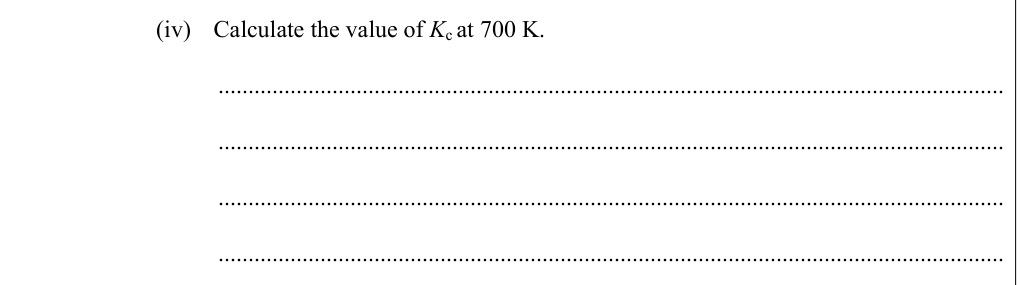 (iv) Calculate the value of Kc at 700 K.